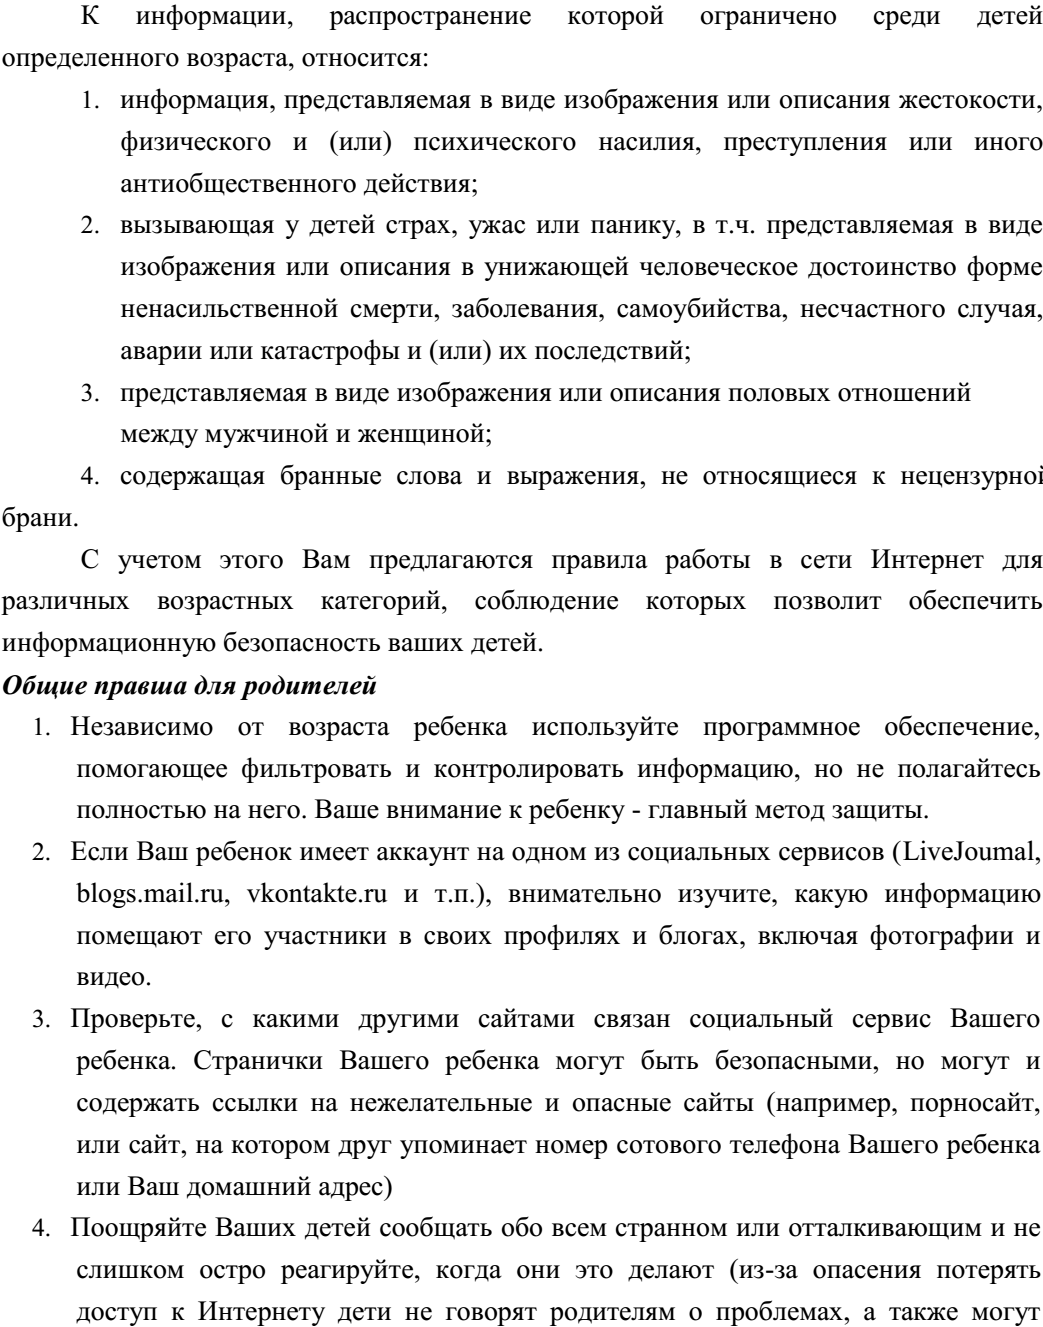 К информации, распространение которой ограничено среди детей
определенного возраста, относится:
1. информация, представляемая в виде изображения или описания жестокости,
физического и (или) психического насилия, преступления или иного
антиобщественного действия;
2. вызывающая у детей страх, ужас или панику, в т.ч. представляемая в виде
изображения или описания в унижающей человеческое достоинство форме
ненасильственной смерти, заболевания, самоубийства, несчастного случая,
аварии или катастрофы и (или) их последствий;
3. представляемая в виде изображения или описания половых отношений
между мужчиной и женщиной;
4. содержащая бранные слова и выражения, не относящиеся к нецензурной
брани.
С учетом этого Вам предлагаются правила работы в сети Интернет для
различных возрастных категорий, соблюдение которых позволит обеспечить
информационную безопасность ваших детей.
Общие правша для родителей
1. Независимо от возраста ребенка используйте программное обеспечение,
помогающее фильтровать и контролировать информацию, но не полагайтесь
полностью на него. Ваше внимание к ребенку - главный метод защиты.
2. Если Ваш ребенок имеет аккаунт на одном из социальных сервисов (LiveJoumal,
blogs.mail.ru, vkontakte.ru и т.п.), внимательно изучите, какую информацию
помещают его участники в своих профилях и блогах, включая фотографии и
видео.
3. Проверьте, с какими другими сайтами связан социальный сервис Вашего
ребенка. Странички Вашего ребенка могут быть безопасными, но могут и
содержать ссылки на нежелательные и опасные сайты (например, порносайт,
или сайт, на котором друг упоминает номер сотового телефона Вашего ребенка
или Ваш домашний адрес)
4. Поощряйте Ваших детей сообщать обо всем странном или отталкивающим и не
слишком остро реагируйте, когда они это делают (из-за опасения потерять
доступ к Интернету дети не говорят родителям о проблемах, а также могут